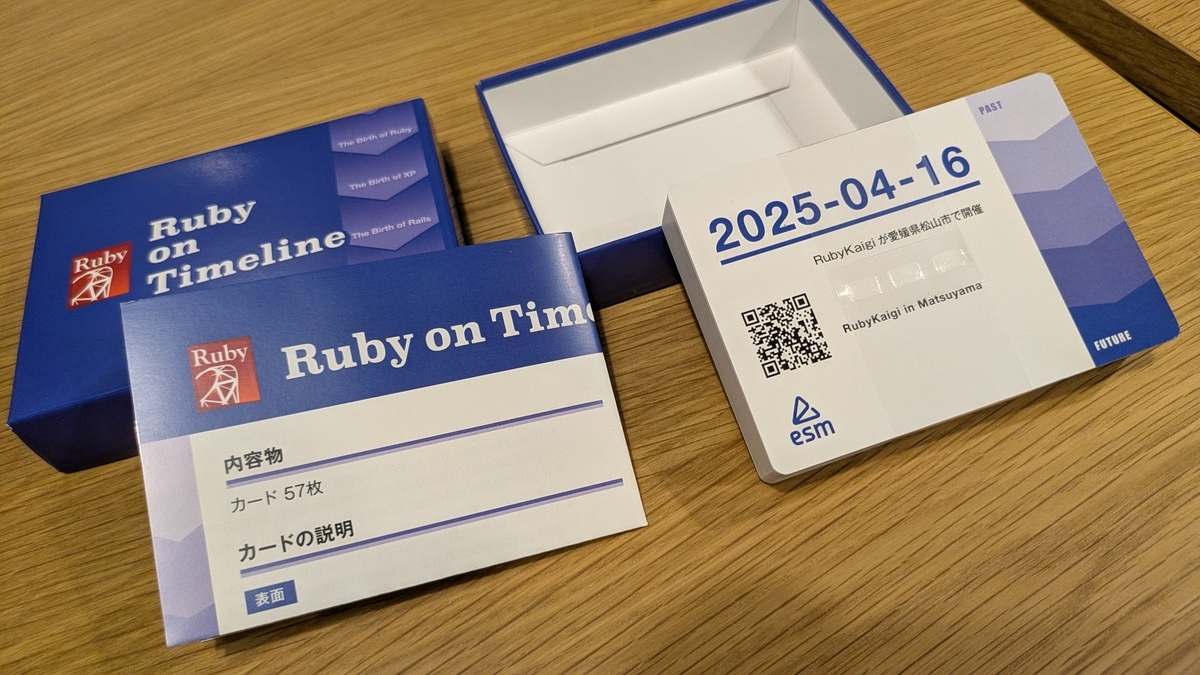 Ruby
on
Timeline
Ruby
The Birth of Ruby
The Birth of XP
The Birth of Rails
Ruby
Ruby on Time
内容物
カード 57枚
カードの説明
表面
PAST
2025-04-16
RubyKaigi が愛媛県松山市で開催
RubyKaigi in Matsuyama
esm
FUTURE